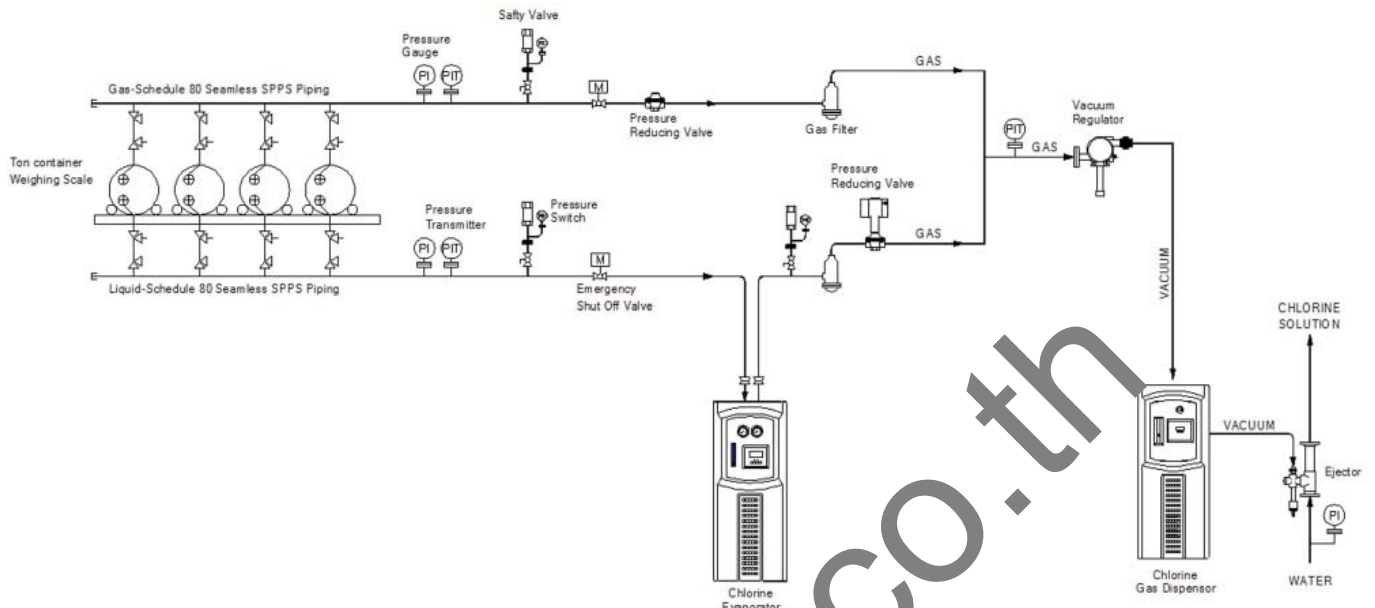 Safty Valve
Pressure
Gauge
PI
PIT
M
GAS
Gas-Schedule 80 Seamless SPPS Piping
Pressure
Reducing Valve
Gas Filter
Vacuum
Regulator
PIT
GAS
Ton container
Weighing Scale
Pressure
Reducing Valve
Pressure
Transmitter
Pressure
Switch
PI
PIT
M
GAS
Liquid-Schedule 80 Seamless SPPS Piping
Emergency
Shut Off Valve
VACUUM
CHLORINE
SOLUTION
VACUUM
Ejector
PI
Chlorine
Gas Dispensor
WATER
Chlorine
Evaporator
co.th